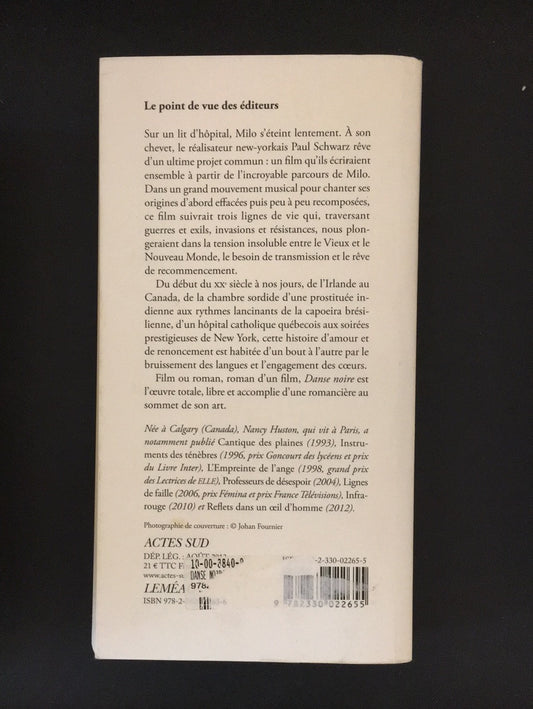 Le point de vue des éditeurs
Sur un lit d'hôpital, Milo s'éteint lentement. À son
chevet, le réalisateur new-yorkais Paul Schwarz rêve
d'un ultime projet commun : un film qu'ils écriraient
ensemble à partir de l'incroyable parcours de Milo.
Dans un grand mouvement musical pour chanter ses
origines d'abord effacées puis peu à peu recomposées,
ce film suivrait trois lignes de vie qui, traversant
guerres et exils, invasions et résistances, nous plon-
geraient dans la tension insoluble entre le Vieux et le
Nouveau Monde, le besoin de transmission et le rêve
de recommencement.
Du début du XXe siècle à nos jours, de l'Irlande au
Canada, de la chambre sordide d'une prostituée in-
dienne aux rythmes lancinants de la capoeira brési-
lienne, d'un hôpital catholique québecois aux soirées
prestigieuses de New York, cette histoire d'amour et
de renoncement est habitée d'un bout à l'autre par le
bruissement des langues et l'engagement des cœurs.
Film ou roman, roman d'un film, Danse noire est
l'œuvre totale, libre et accomplie d'une romancière au
sommet de son art.
Née à Calgary (Canada), Nancy Huston, qui vit à Paris, a
notamment publié Cantique des plaines (1993), Instru-
ments des ténèbres (1996, prix Goncourt des lycéens et prix
du Livre Inter), L'Empreinte de l'ange (1998, grand prix
des Lectrices de ELLE), Professeurs de désespoir (2004), Lignes
de faille (2006, prix Fémina et prix France Télévisions), Infra-
rouge (2010) et Reflets dans un œil d'homme (2012).
Photographie de couverture : © Johan Fournier
ACTES SUD
DÉP. LÉG. : AOÛT
21 € TTC
www.actes-su
LEMÉA
ISBN 978-2-
10-00-3840-
DANSE
978
-2-330-02265-5
9 782330 022655